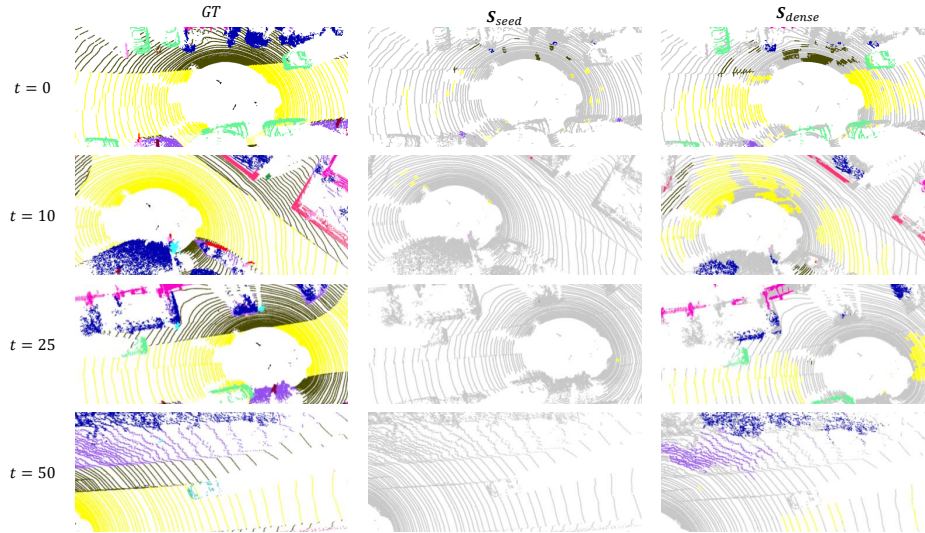 GT S_seed S_dense
t = 0
t = 10
t = 25
t = 50